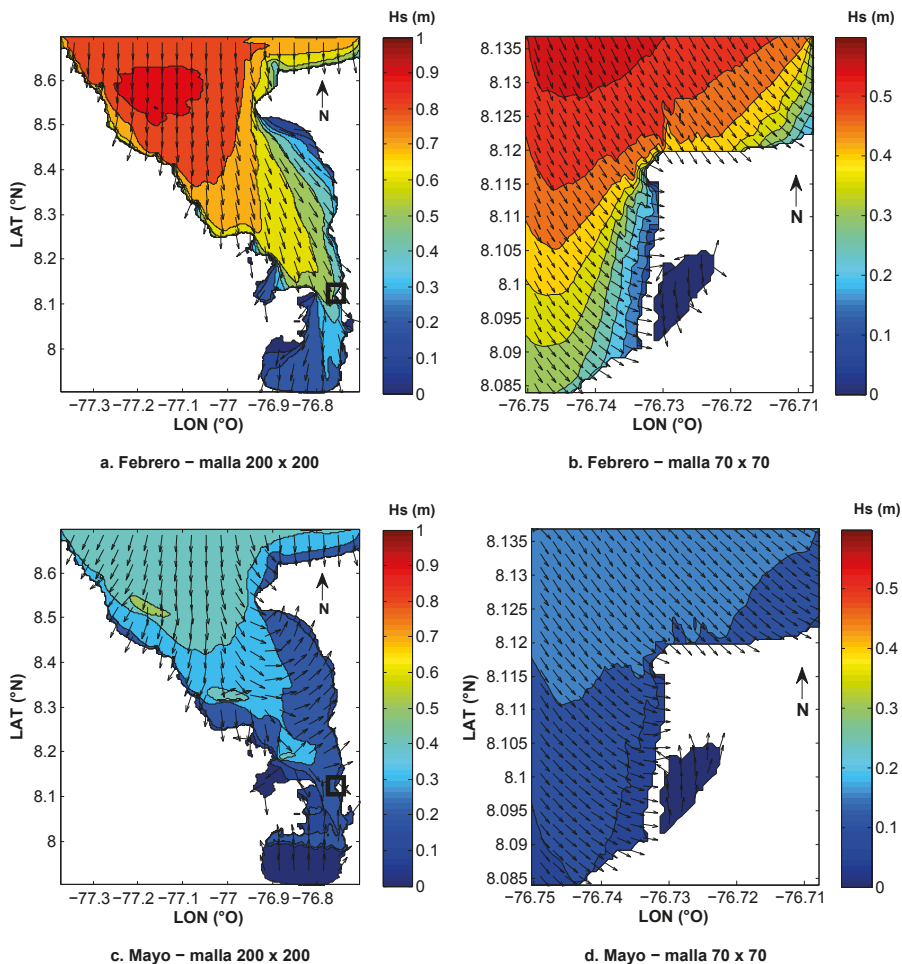 Hs (m)
1
0.9
0.8
0.7
0.6
0.5
0.4
0.3
0.2
0.1
0
8.6
8.5
8.4
8.3
8.2
8.1
8
LAT (°N)
N
−77.3 −77.2 −77.1 −77 −76.9 −76.8
LON (°O)
a. Febrero − malla 200 x 200
Hs (m)
0.5
0.4
0.3
0.2
0.1
0
8.135
8.13
8.125
8.12
8.115
8.11
8.105
8.1
8.095
8.09
8.085
LAT (°N)
N
−76.75 −76.74 −76.73 −76.72 −76.71
LON (°O)
b. Febrero − malla 70 x 70
Hs (m)
1
0.9
0.8
0.7
0.6
0.5
0.4
0.3
0.2
0.1
0
8.6
8.5
8.4
8.3
8.2
8.1
8
LAT (°N)
N
−77.3 −77.2 −77.1 −77 −76.9 −76.8
LON (°O)
c. Mayo − malla 200 x 200
Hs (m)
0.5
0.4
0.3
0.2
0.1
0
8.135
8.13
8.125
8.12
8.115
8.11
8.105
8.1
8.095
8.09
8.085
LAT (°N)
N
−76.75 −76.74 −76.73 −76.72 −76.71
LON (°O)
d. Mayo − malla 70 x 70